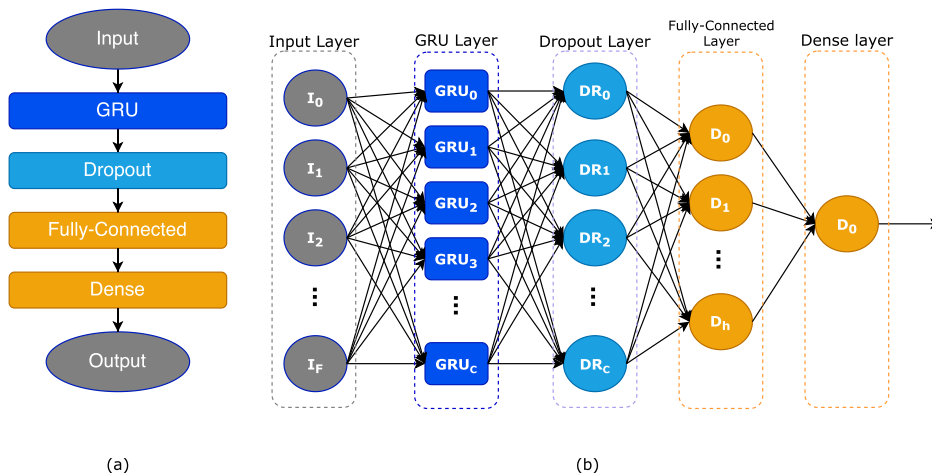 Input
GRU
Dropout
Fully-Connected
Dense
Output
(a)
Input Layer
I0
I1
I2
...
IF
GRU Layer
GRU0
GRU1
GRU2
GRU3
...
GRUC
Dropout Layer
DR0
DR1
DR2
...
DRC
Fully-Connected
Layer
D0
D1
...
Dh
Dense layer
D0
(b)